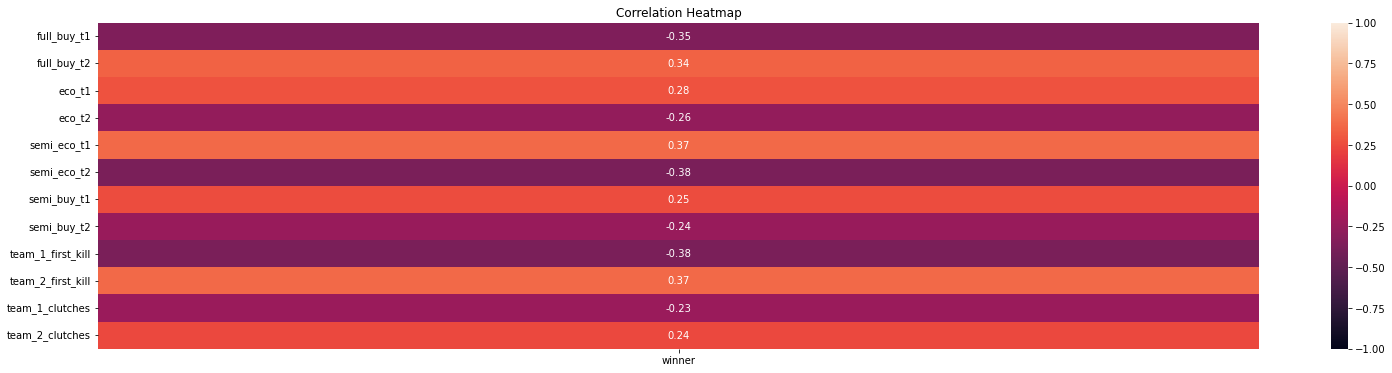 Correlation Heatmap
full_buy_t1 -0.35
full_buy_t2 0.34
eco_t1 0.28
eco_t2 -0.26
semi_eco_t1 0.37
semi_eco_t2 -0.38
semi_buy_t1 0.25
semi_buy_t2 -0.24
team_1_first_kill -0.38
team_2_first_kill 0.37
team_1_clutches -0.23
team_2_clutches 0.24
winner
1.00
0.75
0.50
0.25
0.00
−0.25
−0.50
−0.75
−1.00